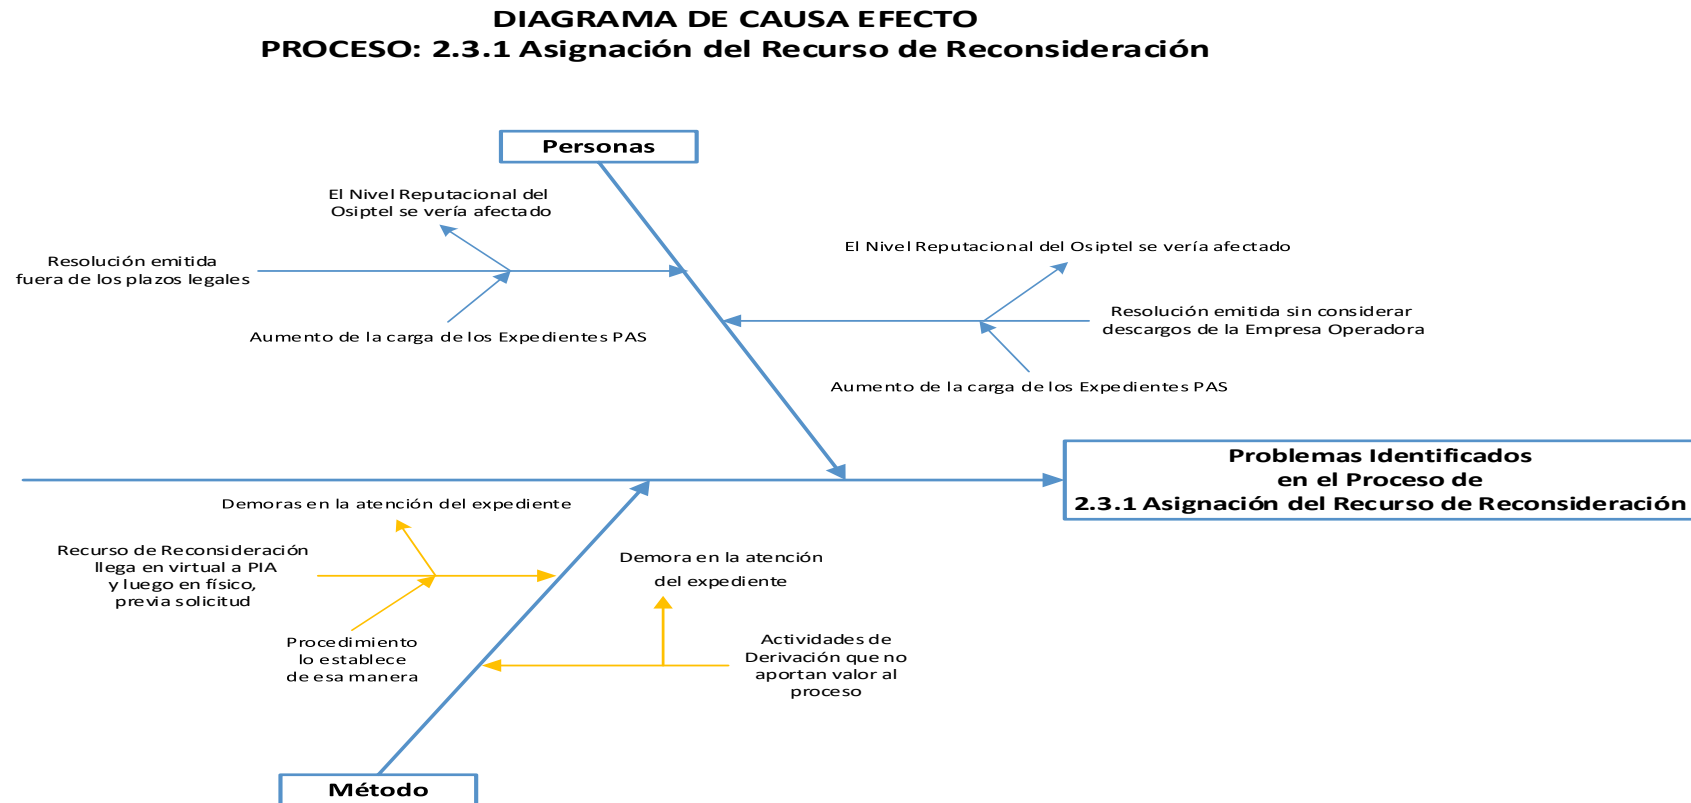 DIAGRAMA DE CAUSA EFECTO
PROCESO: 2.3.1 Asignación del Recurso de Reconsideración
Personas
El Nivel Reputacional del
Osiptel se vería afectado
Resolución emitida
fuera de los plazos legales
Aumento de la carga de los Expedientes PAS
El Nivel Reputacional del Osiptel se vería afectado
Resolución emitida sin considerar
descargos de la Empresa Operadora
Aumento de la carga de los Expedientes PAS
Problemas Identificados
en el Proceso de
2.3.1 Asignación del Recurso de Reconsideración
Demoras en la atención del expediente
Recurso de Reconsideración
llega en virtual a PIA
y luego en físico,
previa solicitud
Procedimiento
lo establece
de esa manera
Demora en la atención
del expediente
Actividades de
Derivación que no
aportan valor al
proceso
Método